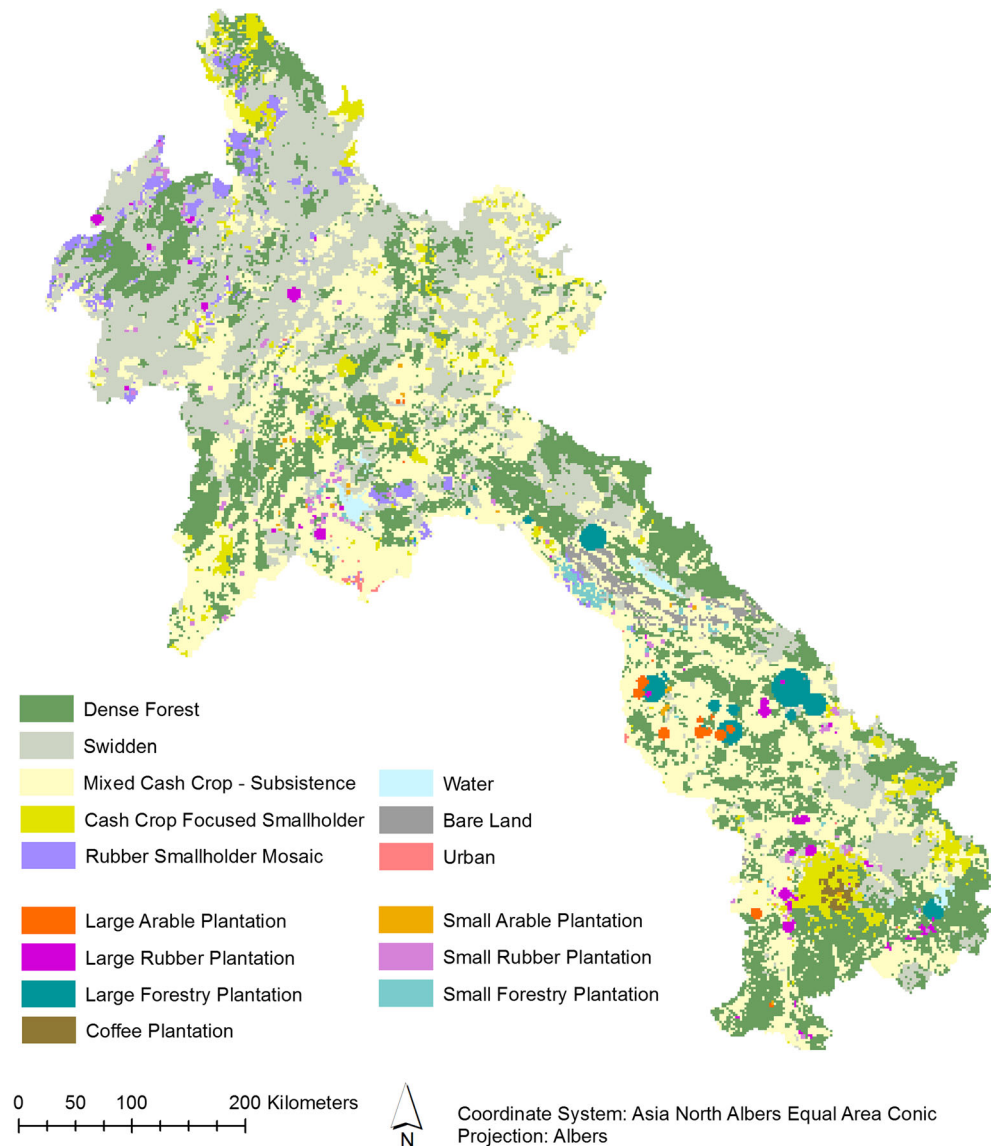 Dense Forest
Swidden
Mixed Cash Crop - Subsistence
Water
Cash Crop Focused Smallholder
Bare Land
Rubber Smallholder Mosaic
Urban
Large Arable Plantation
Small Arable Plantation
Large Rubber Plantation
Small Rubber Plantation
Large Forestry Plantation
Small Forestry Plantation
Coffee Plantation
0 50 100 200 Kilometers
N
Coordinate System: Asia North Albers Equal Area Conic
Projection: Albers